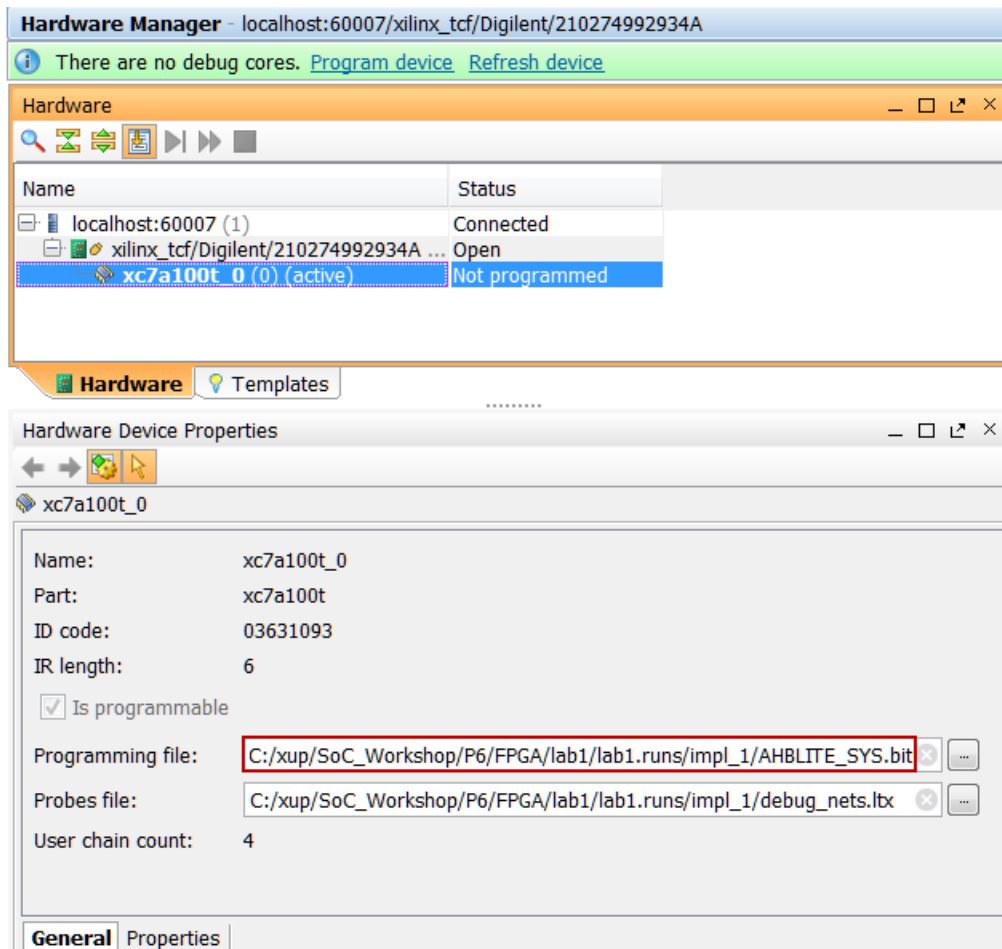 Hardware Manager - localhost:60007/xilinx_tcf/Digilent/210274992934A
There are no debug cores. Program device Refresh device
Hardware
Name Status
localhost:60007 (1) Connected
xilinx_tcf/Digilent/210274992934A ... Open
xc7a100t_0 (0) (active) Not programmed
Hardware Templates
Hardware Device Properties
xc7a100t_0
Name: xc7a100t_0
Part: xc7a100t
ID code: 03631093
IR length: 6
Is programmable
Programming file: C:/xup/SoC_Workshop/P6/FPGA/lab1/lab1.runs/impl_1/AHBLITE_SYS.bit ...
Probes file: C:/xup/SoC_Workshop/P6/FPGA/lab1/lab1.runs/impl_1/debug_nets.ltx ...
User chain count: 4
General Properties